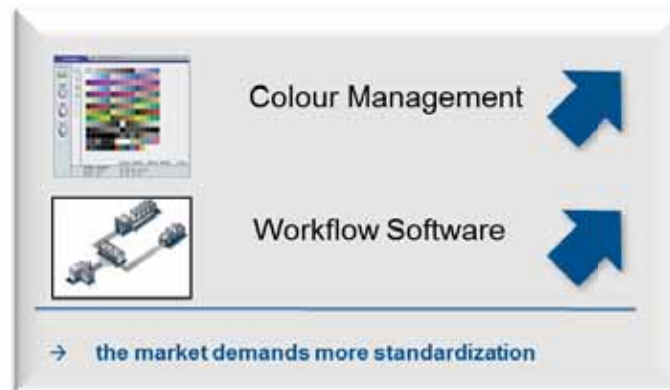 Colour Management
Workflow Software
→ the market demands more standardization